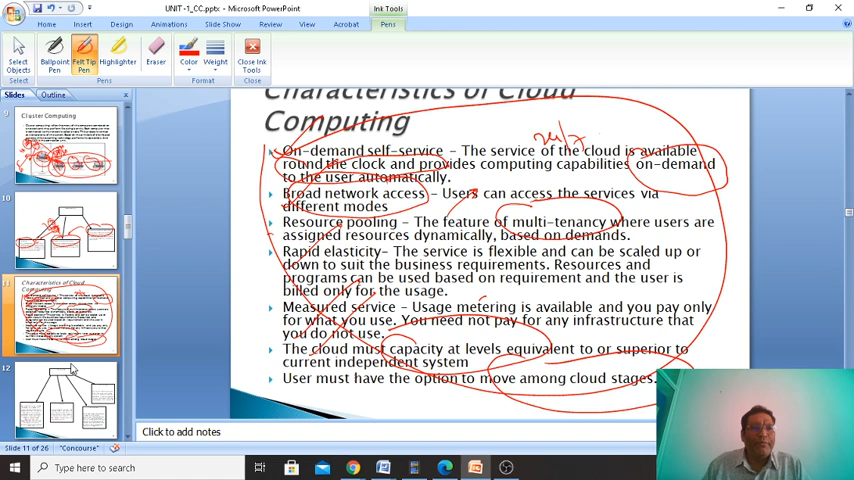 UNIT -1_CC.pptx - Microsoft PowerPoint
Ink Tools
Home Insert Design Animations Slide Show Review View Acrobat Pens
Select Objects
Ballpoint Pen
Felt Tip Pen
Highlighter
Eraser
Color
Weight
Close Ink Tools
Select
Pens
Format
Close
Slides Outline
9
Cluster Computing
10
11
Characteristics of Cloud Computing
12
Characteristics of Cloud
Computing
24/7
On-demand self-service - The service of the cloud is available
round the clock and provides computing capabilities on-demand
to the user automatically.
Broad network access - Users can access the services via
different modes
Resource pooling - The feature of multi-tenancy where users are
assigned resources dynamically, based on demands.
Rapid elasticity- The service is flexible and can be scaled up or
down to suit the business requirements. Resources and
programs can be used based on requirement and the user is
billed only for the usage.
Measured service - Usage metering is available and you pay only
for what you use. You need not pay for any infrastructure that
you do not use.
The cloud must capacity at levels equivalent to or superior to
current independent system
User must have the option to move among cloud stages.
Click to add notes
Slide 11 of 26
"Concourse"
Type here to search